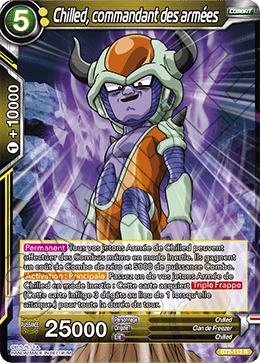 5
Chilled, commandant des armées
COMBAT
1 +10000
Permanent Tous vos jetons Armée de Chilled peuvent
effectuer des Combos même en mode Inertie. Ils gagnent
un coût de Combo de zéro et 5000 de puissance Combo.
Activation : Principale Passez un de vos jetons Armée de
Chilled en mode Inertie : Cette carte acquiert Triple Frappe
(Cette carte inflige 3 dégâts au lieu de 1 lorsqu'elle
attaque.) pour toute la durée du tour.
PUISSANCE
25000
Personnage
Chilled
Origine
Clan de Freezer
Chilled
BT2-112 R